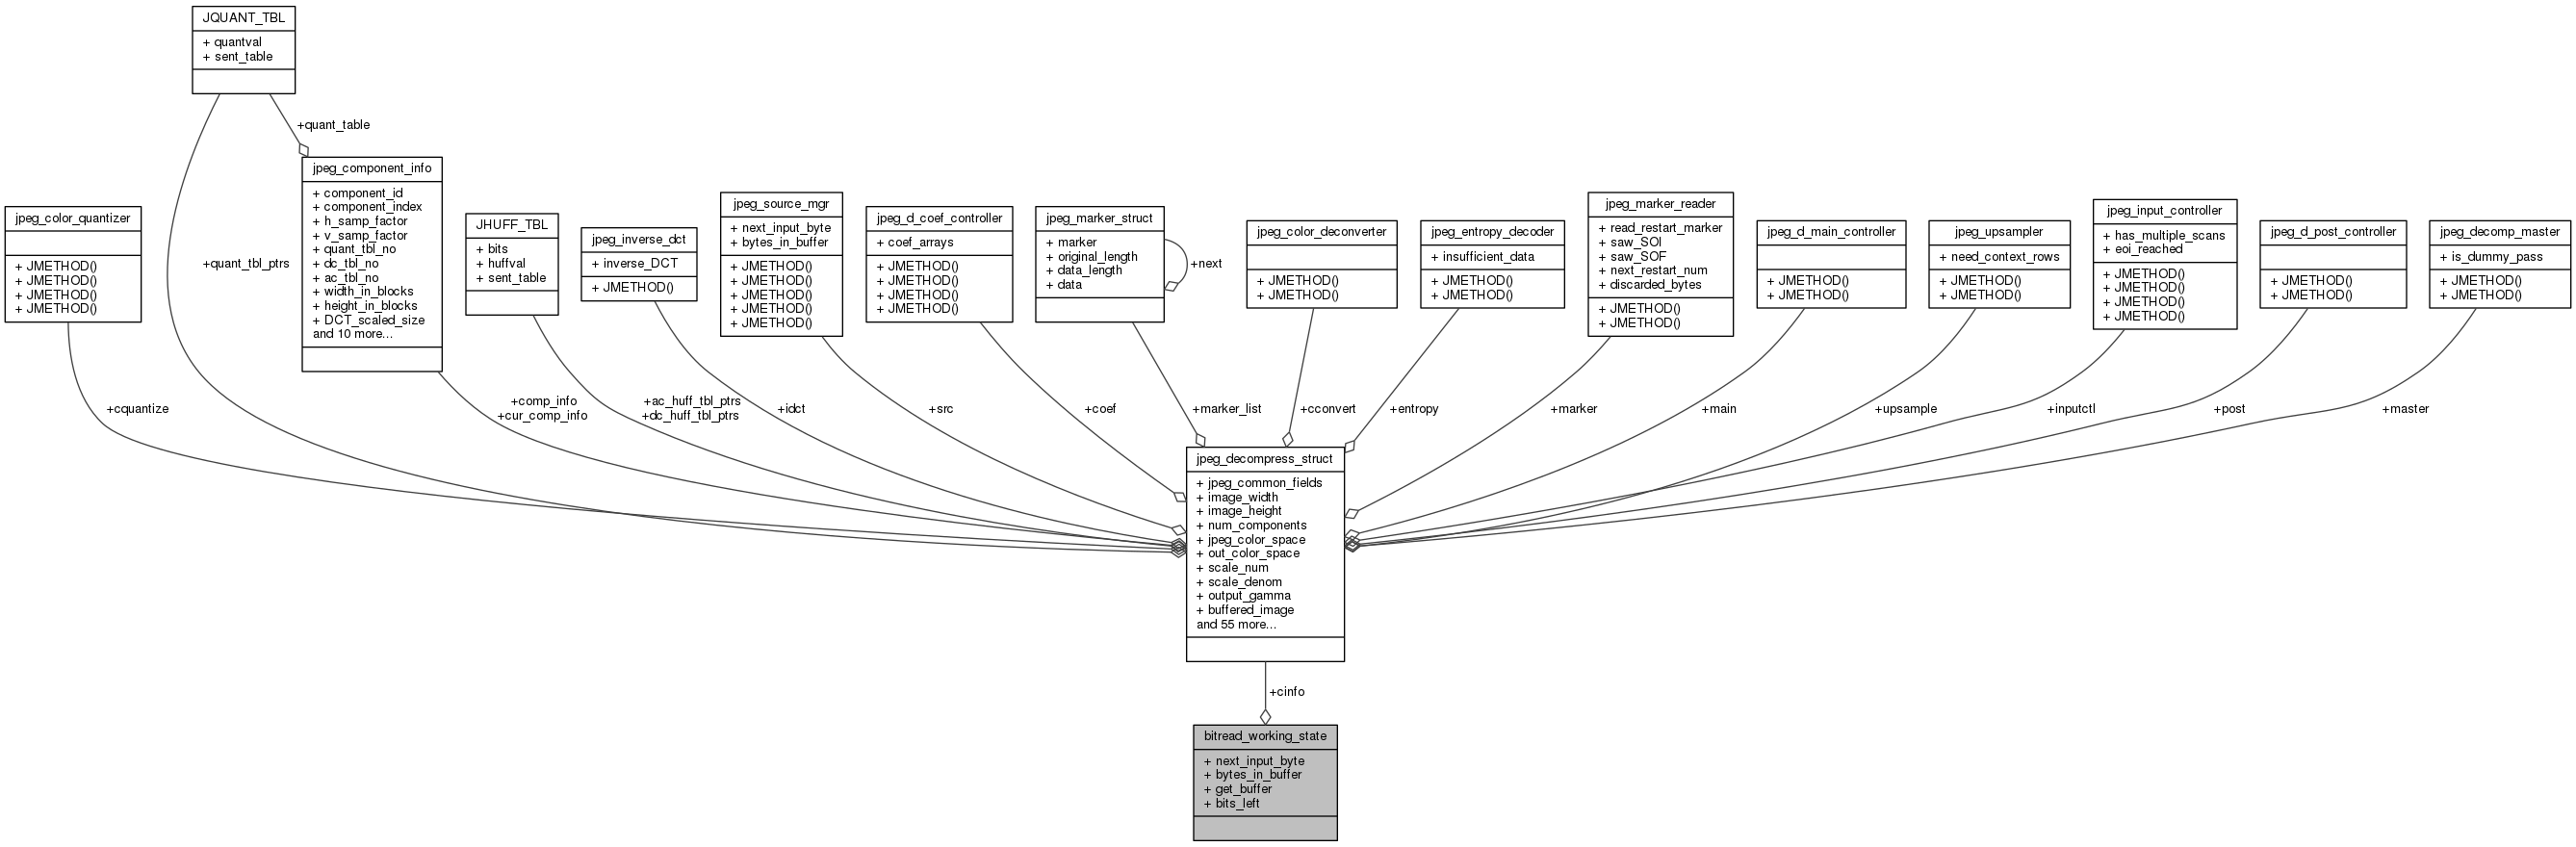 JQUANT_TBL
+ quantval
+ sent_table
+quant_table
+quant_tbl_ptrs
jpeg_component_info
+ component_id
+ component_index
+ h_samp_factor
+ v_samp_factor
+ quant_tbl_no
+ dc_tbl_no
+ ac_tbl_no
+ width_in_blocks
+ height_in_blocks
+ DCT_scaled_size
and 10 more...
jpeg_color_quantizer
+ JMETHOD()
+ JMETHOD()
+ JMETHOD()
+ JMETHOD()
JHUFF_TBL
+ bits
+ huffval
+ sent_table
jpeg_inverse_dct
+ inverse_DCT
+ JMETHOD()
jpeg_source_mgr
+ next_input_byte
+ bytes_in_buffer
+ JMETHOD()
+ JMETHOD()
+ JMETHOD()
+ JMETHOD()
+ JMETHOD()
jpeg_d_coef_controller
+ coef_arrays
+ JMETHOD()
+ JMETHOD()
+ JMETHOD()
+ JMETHOD()
jpeg_marker_struct
+ marker
+ original_length
+ data_length
+ data
+next
jpeg_color_deconverter
+ JMETHOD()
+ JMETHOD()
jpeg_entropy_decoder
+ insufficient_data
+ JMETHOD()
+ JMETHOD()
jpeg_marker_reader
+ read_restart_marker
+ saw_SOI
+ saw_SOF
+ next_restart_num
+ discarded_bytes
+ JMETHOD()
+ JMETHOD()
jpeg_d_main_controller
+ JMETHOD()
+ JMETHOD()
jpeg_upsampler
+ need_context_rows
+ JMETHOD()
+ JMETHOD()
jpeg_input_controller
+ has_multiple_scans
+ eoi_reached
+ JMETHOD()
+ JMETHOD()
+ JMETHOD()
+ JMETHOD()
jpeg_d_post_controller
+ JMETHOD()
+ JMETHOD()
jpeg_decomp_master
+ is_dummy_pass
+ JMETHOD()
+ JMETHOD()
+cquantize
+comp_info
+cur_comp_info
+ac_huff_tbl_ptrs
+dc_huff_tbl_ptrs
+idct
+src
+coef
+marker_list
+cconvert
+entropy
+marker
+main
+upsample
+inputctl
+post
+master
jpeg_decompress_struct
+ jpeg_common_fields
+ image_width
+ image_height
+ num_components
+ jpeg_color_space
+ out_color_space
+ scale_num
+ scale_denom
+ output_gamma
+ buffered_image
and 55 more...
+cinfo
bitread_working_state
+ next_input_byte
+ bytes_in_buffer
+ get_buffer
+ bits_left